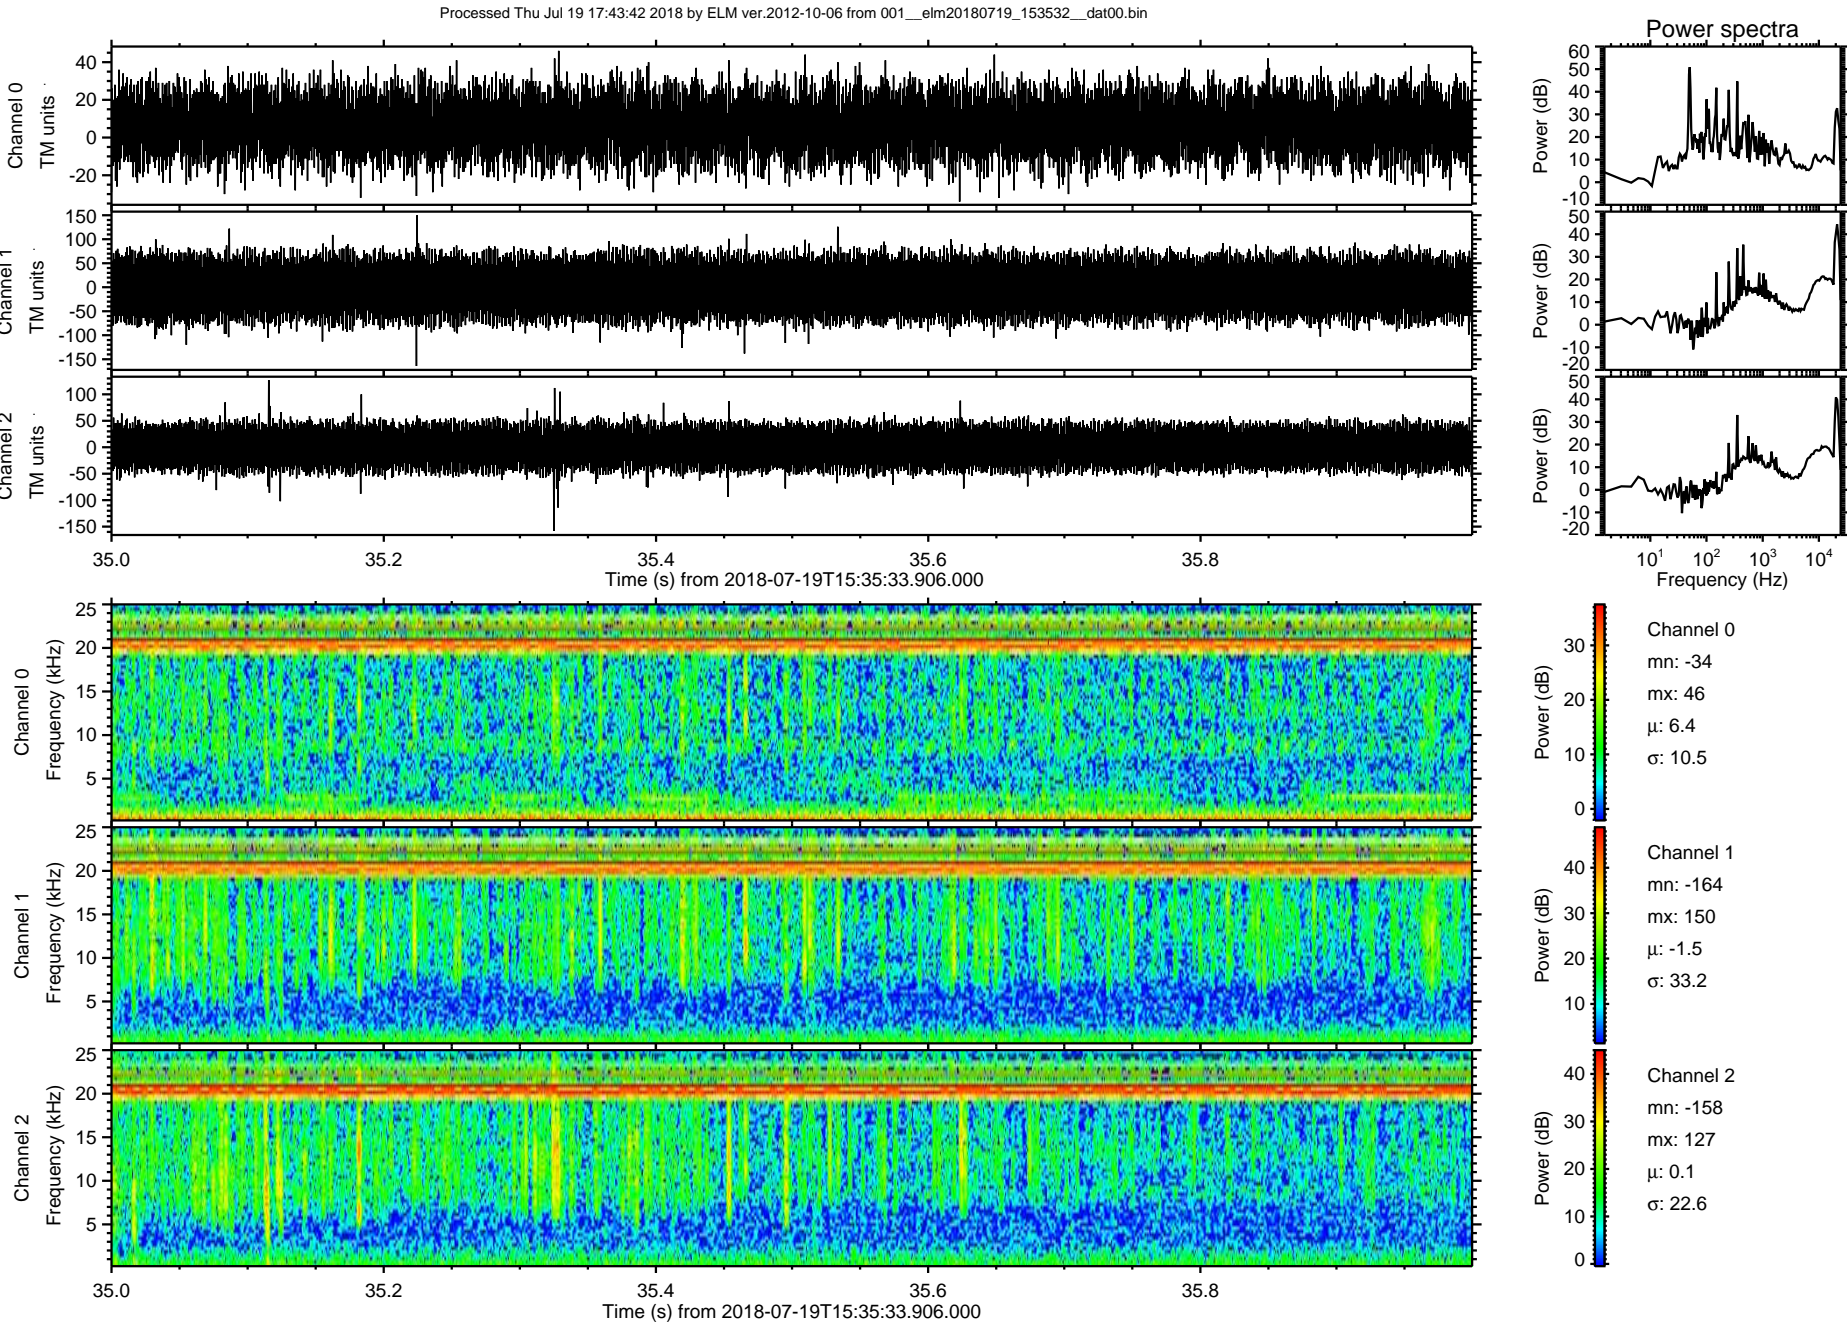 Processed Thu Jul 19 17:43:42 2018 by ELM ver.2012-10-06 from 001__elm20180719_153532__dat00.bin
Power spectra
Channel 0
TM units
40
20
0
-20
Power (dB)
60
50
40
30
20
10
0
-10
Channel 1
TM units
150
100
50
0
-50
-100
-150
Power (dB)
50
40
30
20
10
0
-10
-20
Channel 2
TM units
100
50
0
-50
-100
-150
Power (dB)
50
40
30
20
10
0
-10
-20
35.0 35.2 35.4 35.6 35.8
Time (s) from 2018-07-19T15:35:33.906.000
10¹ 10² 10³ 10⁴
Frequency (Hz)
Channel 0
Frequency (kHz)
25
20
15
10
5
Power (dB)
30
20
10
0
Channel 0
mn: -34
mx: 46
μ: 6.4
σ: 10.5
Channel 1
Frequency (kHz)
25
20
15
10
5
Power (dB)
40
30
20
10
Channel 1
mn: -164
mx: 150
μ: -1.5
σ: 33.2
Channel 2
Frequency (kHz)
25
20
15
10
5
Power (dB)
40
30
20
10
0
Channel 2
mn: -158
mx: 127
μ: 0.1
σ: 22.6
35.0 35.2 35.4 35.6 35.8
Time (s) from 2018-07-19T15:35:33.906.000